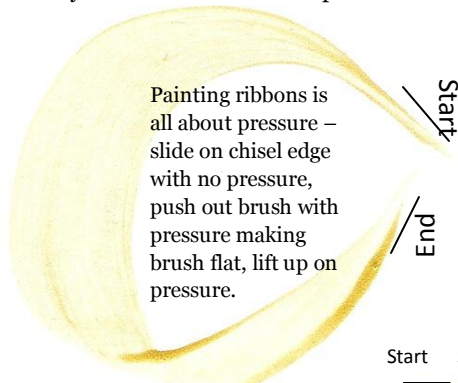 Painting ribbons is
all about pressure –
slide on chisel edge
with no pressure,
push out brush with
pressure making
brush flat, lift up on
pressure.
Start
End
Start